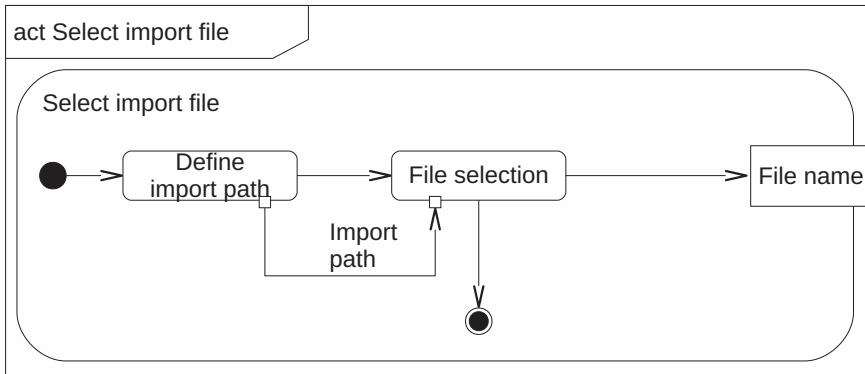 act Select import file
Select import file
Define
import path
File selection
File name
Import
path